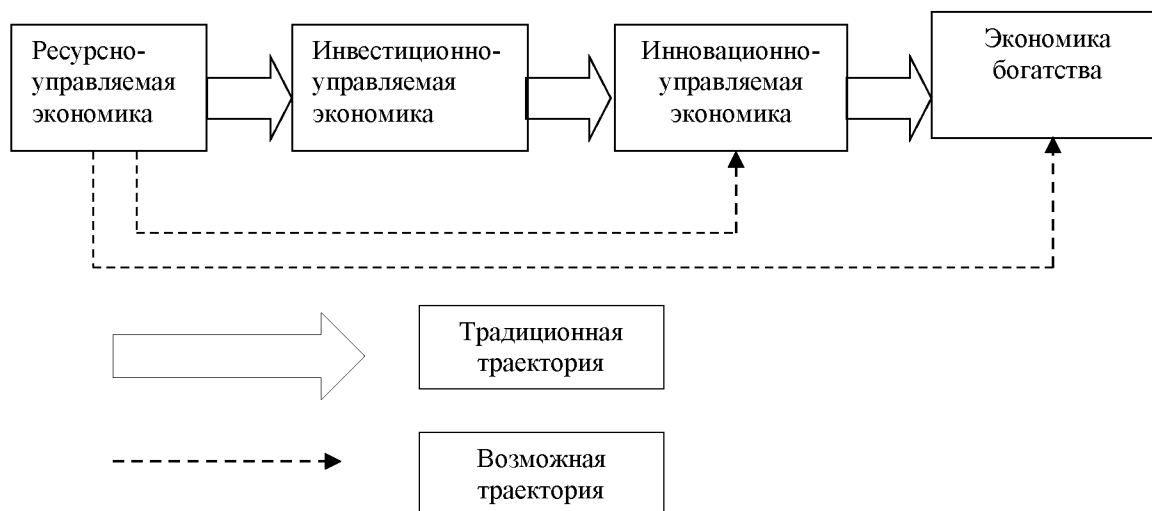 Ресурсно-
управляемая
экономика
Инвестиционно-
управляемая
экономика
Инновационно-
управляемая
экономика
Экономика
богатства
Традиционная
траектория
Возможная
траектория